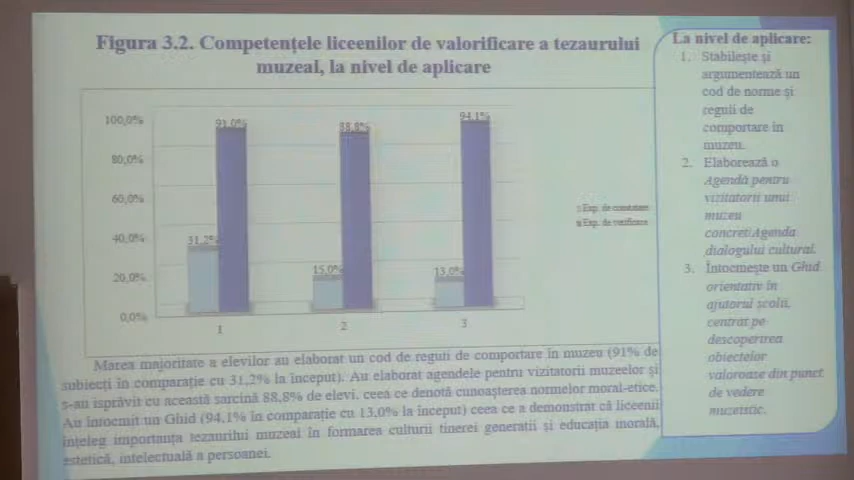 Figura 3.2. Competențele liceenilor de valorificare a tezaurului
muzeal, la nivel de aplicare
100,0%
80,0%
60,0%
40,0%
20,0%
0,0%
31,2%
91,0%
15,0%
88,8%
13,0%
94,1%
1
2
3
Exp. de constatare
Exp. de verificare
Marea majoritate a elevilor au elaborat un cod de reguli de comportare în muzeu (91% de
subiecți în comparație cu 31,2% la început). Au elaborat agendele pentru vizitatorii muzeelor și
s-au isprăvit cu această sarcină 88,8% de elevi, ceea ce denotă cunoașterea normelor moral-etice.
Au întocmit un Ghid (94,1% în comparație cu 13,0% la început) ceea ce a demonstrat că liceenii
înțeleg importanța tezaurilui muzeal în formarea culturii tinerei generații și educația morală,
estetică, intelectuală a persoanei.
La nivel de aplicare:
1. Stabilește și
argumentează un
cod de norme și
reguli de
comportare în
muzeu.
2. Elaborează o
Agendă pentru
vizitatorii unui
muzeu
concret/Agenda
dialogului cultural.
3. Întocmește un Ghid
orientativ în
ajutorul școlii,
centrat pe
descoperirea
obiectelor
valoroase din punct
de vedere
muzeistic.